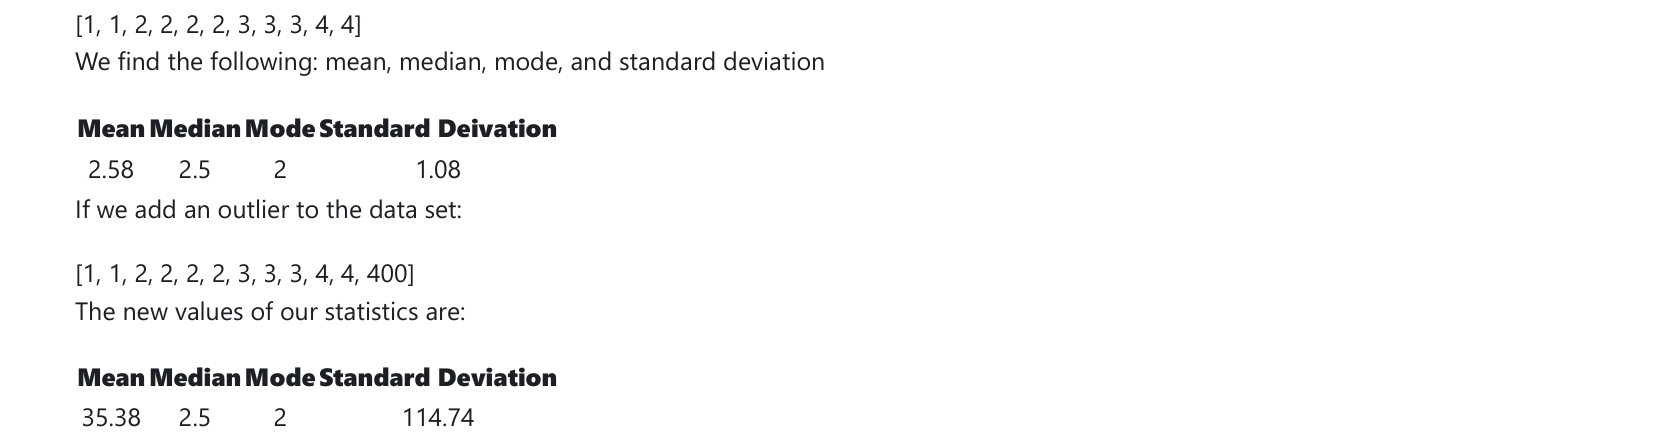 [1, 1, 2, 2, 2, 2, 3, 3, 3, 4, 4]
We find the following: mean, median, mode, and standard deviation
Mean Median Mode Standard Deivation
2.58 2.5 2 1.08
If we add an outlier to the data set:
[1, 1, 2, 2, 2, 2, 3, 3, 3, 4, 4, 400]
The new values of our statistics are:
Mean Median Mode Standard Deviation
35.38 2.5 2 114.74